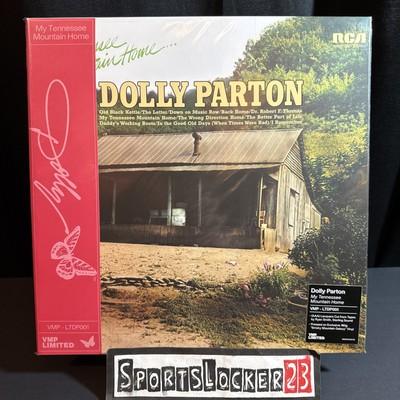 My Tennessee
Mountain Home
RCA
DOLLY PARTON
Old Black Kettle/The Letter/Down on Music Row/Back Home/Dr. Robert F. Thomas
My Tennessee Mountain Home/The Wrong Direction Home/The Better Part of Life
Daddy's Working Boots/In the Good Old Days (When Times Were Bad)/I Remember
Dolly
VMP - LTDP001
VMP
LIMITED
Dolly Parton
My Tennessee
Mountain Home
VMP - LTDP001
VMP
LIMITED
SPORTSLOCKER23